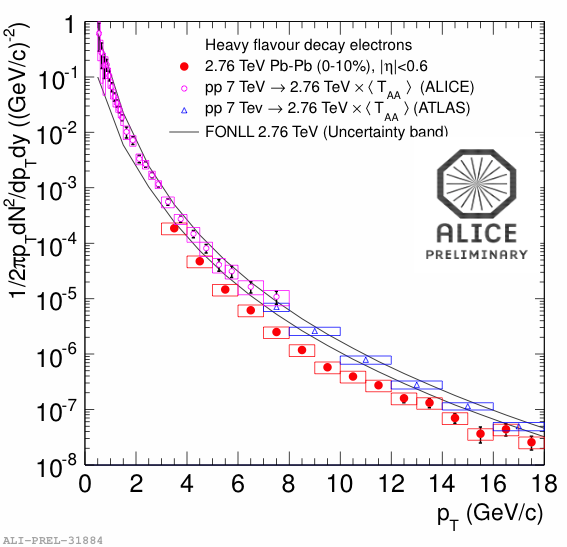 Heavy flavour decay electrons
2.76 TeV Pb-Pb (0-10%), |η|<0.6
pp 7 TeV → 2.76 TeV × ⟨ T_AA ⟩ (ALICE)
pp 7 Tev → 2.76 TeV × ⟨ T_AA ⟩ (ATLAS)
FONLL 2.76 TeV (Uncertainty band)
ALICE
PRELIMINARY
1/2πp_T dN²/dp_T dy ((GeV/c)⁻²)
1
10⁻¹
10⁻²
10⁻³
10⁻⁴
10⁻⁵
10⁻⁶
10⁻⁷
10⁻⁸
0 2 4 6 8 10 12 14 16 18
p_T (GeV/c)
ALI-PREL-31884